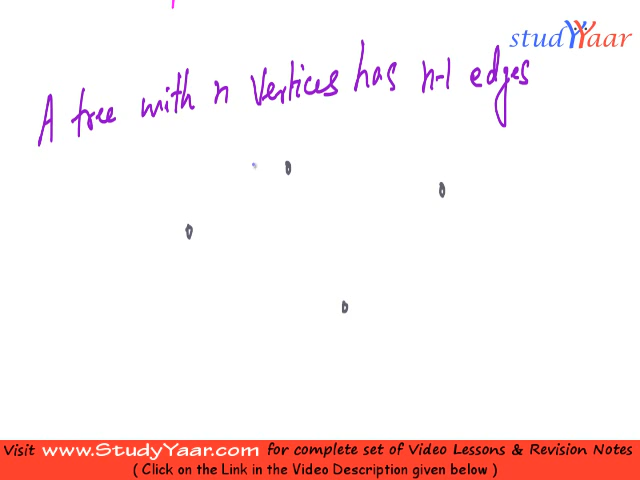 studYYaar
A tree with n vertices has n-1 edges
Visit www.StudyYaar.com for complete set of Video Lessons & Revision Notes
( Click on the Link in the Video Description given below )